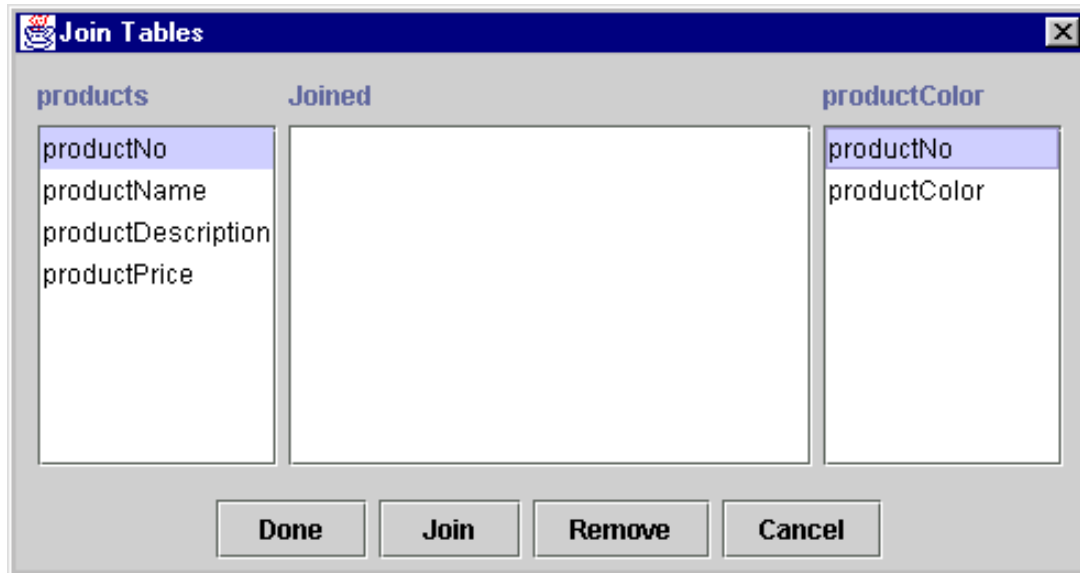 Join Tables
products Joined productColor
productNo productNo
productName productColor
productDescription
productPrice
Done Join Remove Cancel